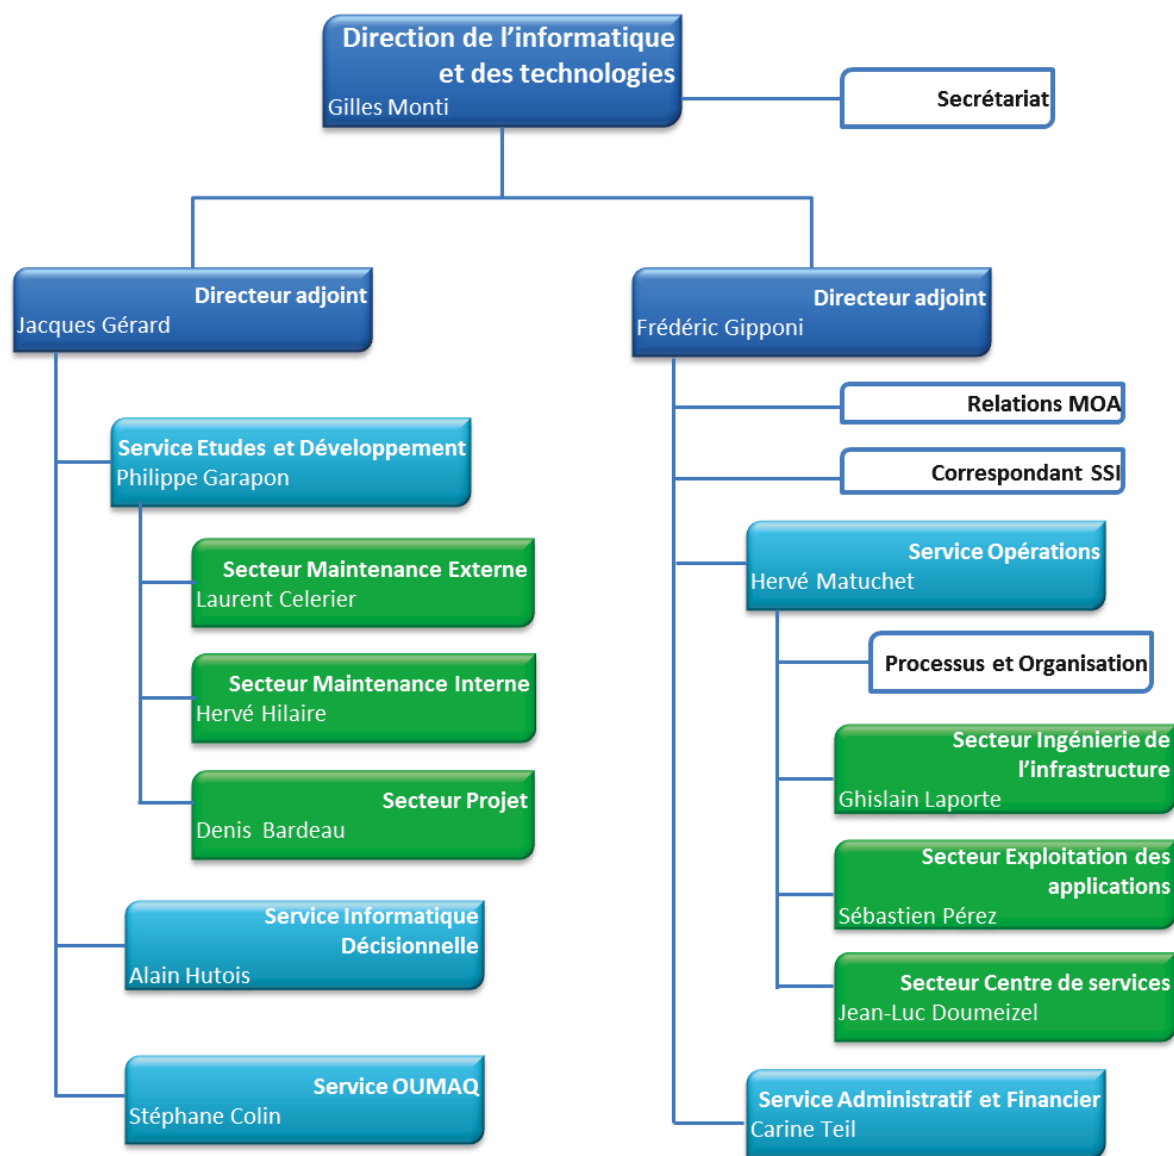 Direction de l'informatique
et des technologies
Gilles Monti
Secrétariat
Directeur adjoint
Jacques Gérard
Service Etudes et Développement
Philippe Garapon
Secteur Maintenance Externe
Laurent Celerier
Secteur Maintenance Interne
Hervé Hilaire
Secteur Projet
Denis Bardeau
Service Informatique
Décisionnelle
Alain Hutois
Service OUMAQ
Stéphane Colin
Directeur adjoint
Frédéric Gipponi
Relations MOA
Correspondant SSI
Service Opérations
Hervé Matuchet
Processus et Organisation
Secteur Ingénierie de
l'infrastructure
Ghislain Laporte
Secteur Exploitation des
applications
Sébastien Pérez
Secteur Centre de services
Jean-Luc Doumeizel
Service Administratif et Financier
Carine Teil